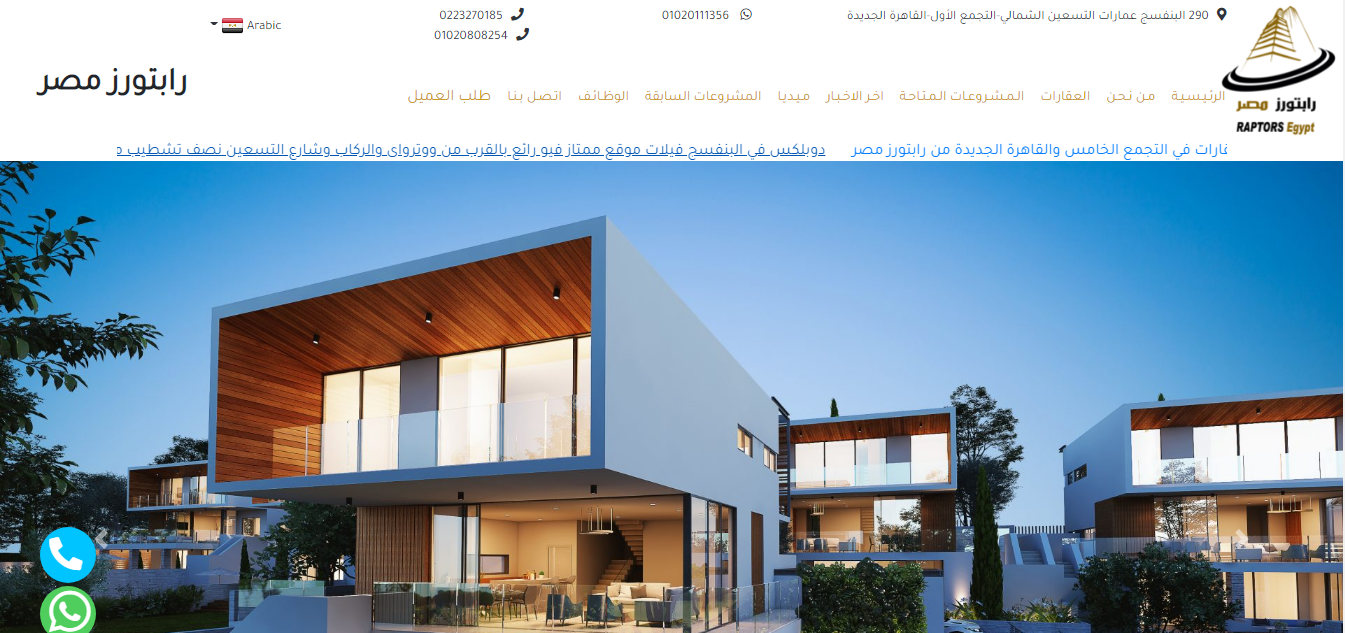 290 البنفسج عمارات التسعين الشمالي-التجمع الأول-القاهرة الجديدة
01020111356
0223270185
01020808254
Arabic
رابتورز مصر
RAPTORS Egypt
رابتورز مصر
الرئيسية من نحن العقارات المشروعات المتاحة اخر الاخبار ميديا المشروعات السابقة الوظائف اتصل بنا طلب العميل
في التجمع الخامس والقاهرة الجديدة من رابتورز مصر دوبلكس في البنفسج فيلات موقع ممتاز فيو رائع بالقرب من ووترواى والركاب وشارع التسعين نصف تشطيب